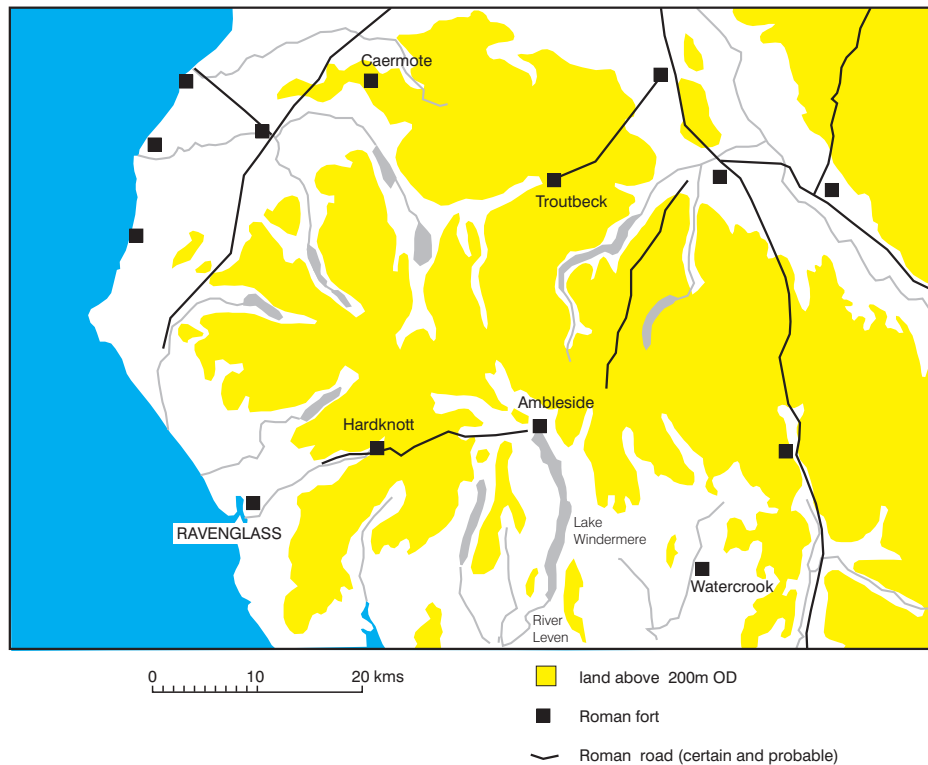 Caermote
Troutbeck
Ambleside
Hardknott
RAVENGLASS
Lake
Windermere
Watercrook
River
Leven
0 10 20 kms
land above 200m OD
Roman fort
Roman road (certain and probable)